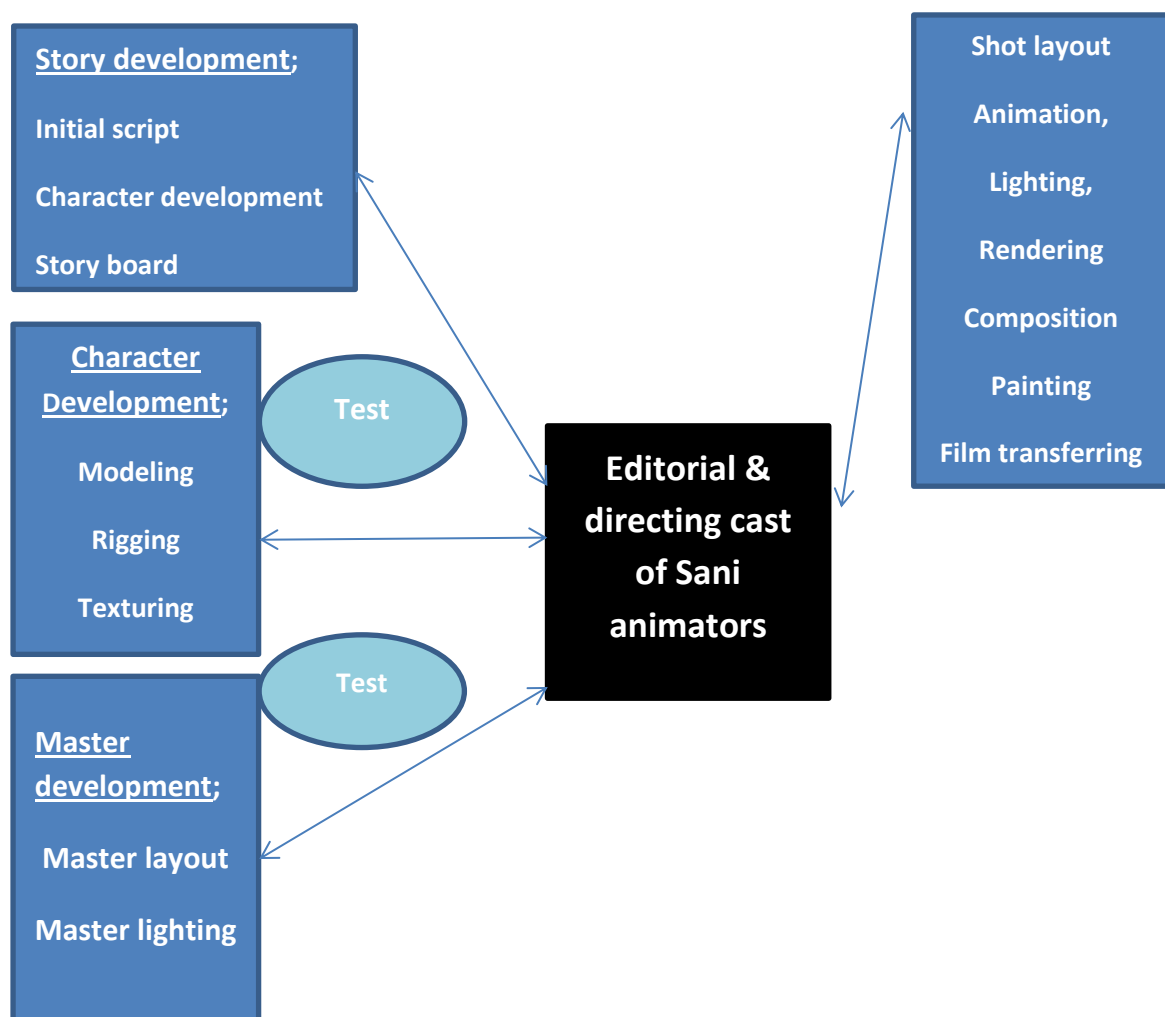 Story development;
Initial script
Character development
Story board
Character
Development;
Modeling
Rigging
Texturing
Test
Master
development;
Master layout
Master lighting
Test
Editorial &
directing cast
of Sani
animators
Shot layout
Animation,
Lighting,
Rendering
Composition
Painting
Film transferring